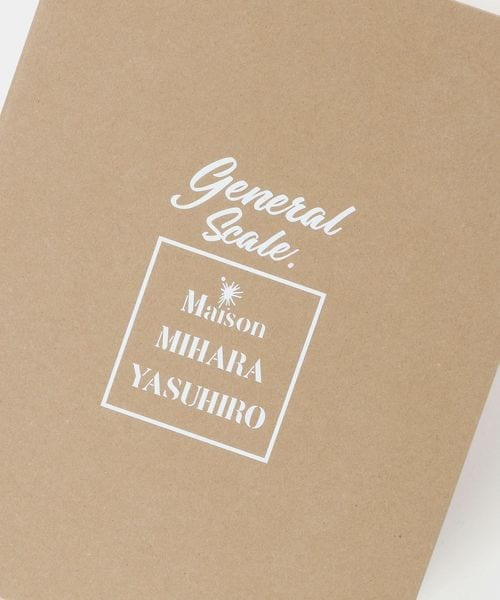 General
Scale.
Maison
MIHARA
YASUHIRO